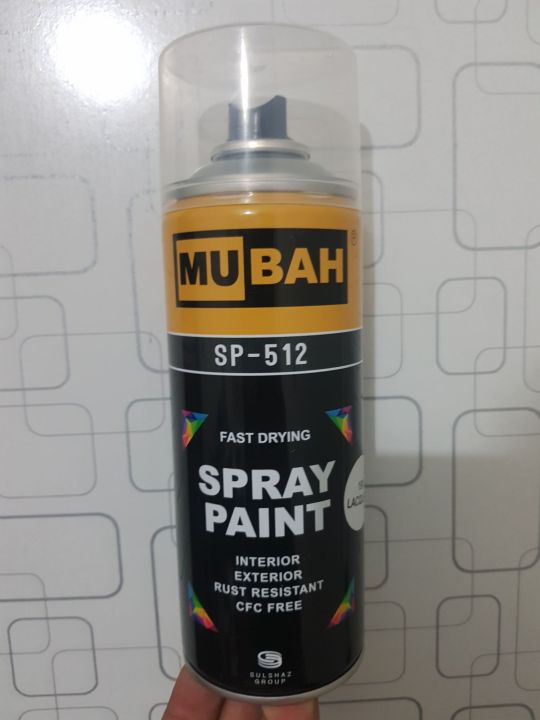 MUBAH
®
SP-512
FAST DRYING
SPRAY
PAINT
INTERIOR
EXTERIOR
RUST RESISTANT
CFC FREE
SULSHAZ
GROUP